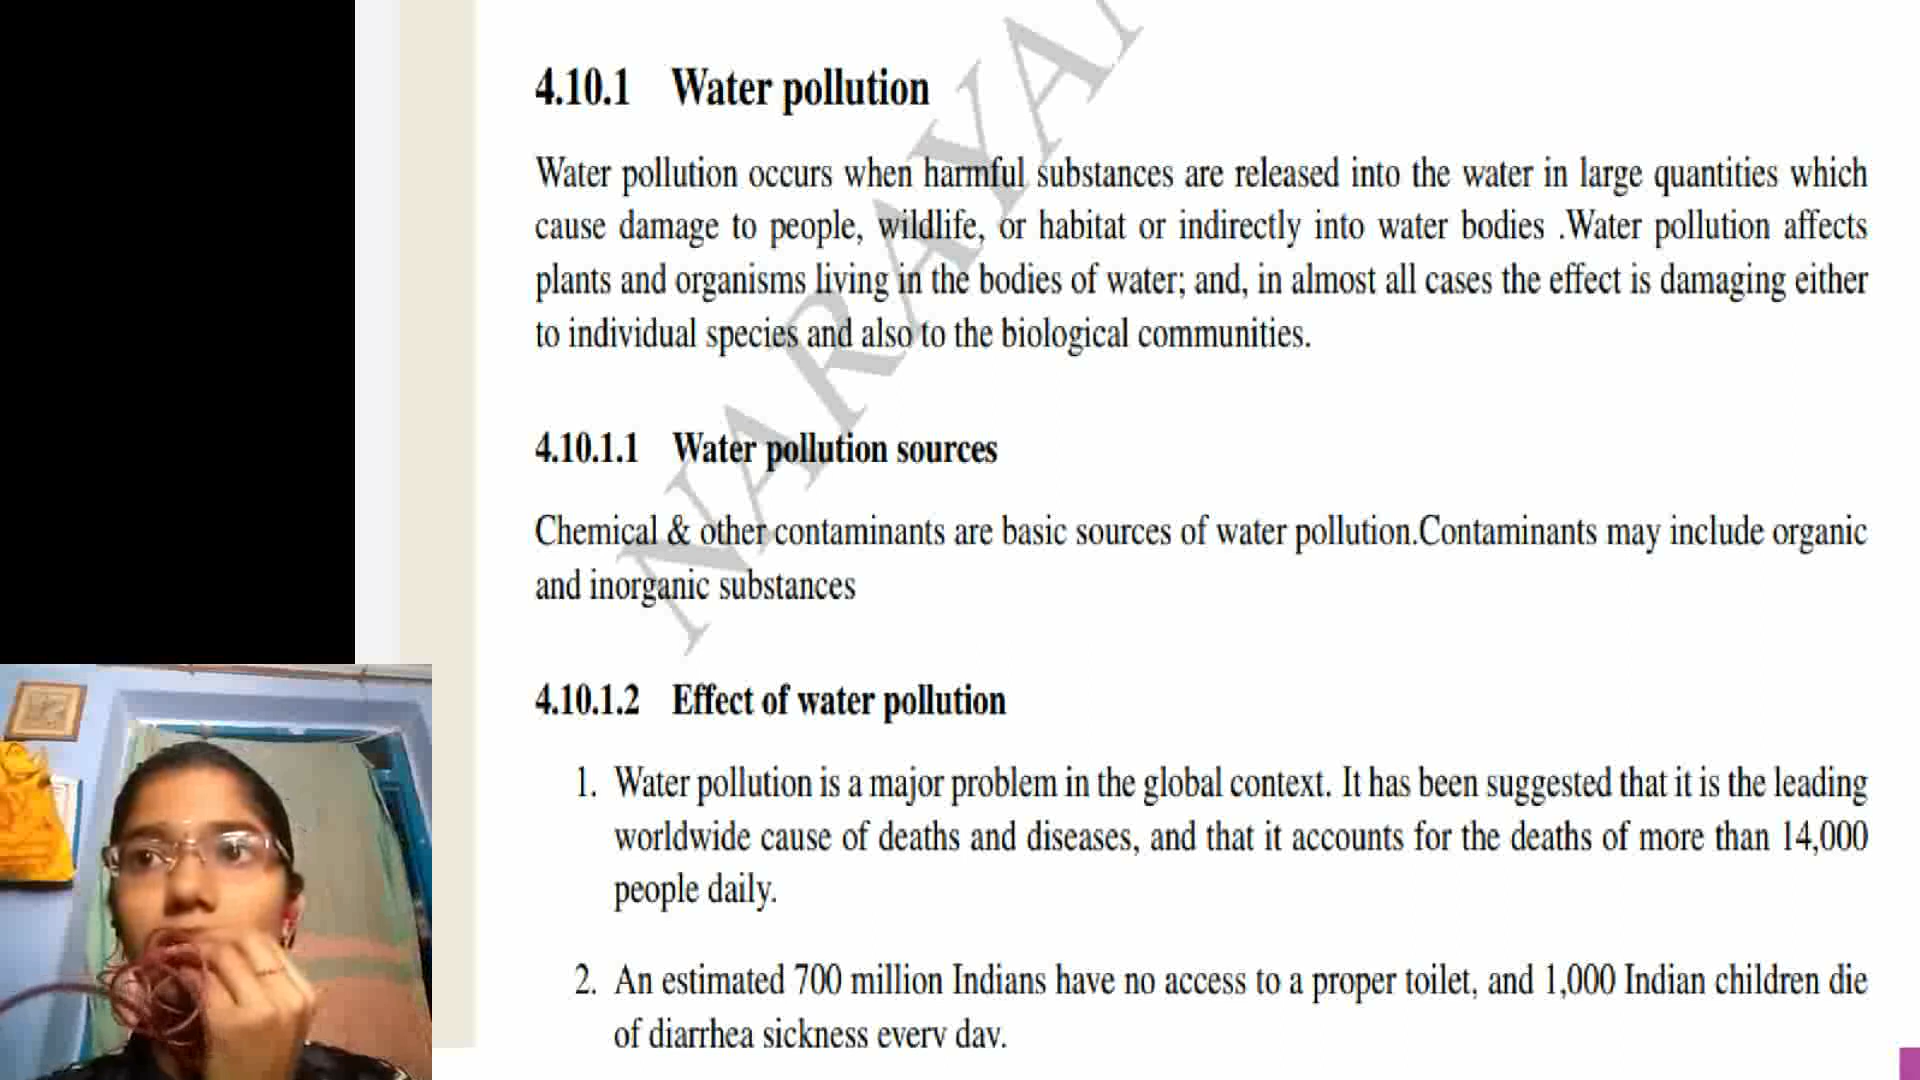 4.10.1 Water pollution
Water pollution occurs when harmful substances are released into the water in large quantities which
cause damage to people, wildlife, or habitat or indirectly into water bodies .Water pollution affects
plants and organisms living in the bodies of water; and, in almost all cases the effect is damaging either
to individual species and also to the biological communities.
4.10.1.1 Water pollution sources
Chemical & other contaminants are basic sources of water pollution.Contaminants may include organic
and inorganic substances
4.10.1.2 Effect of water pollution
1. Water pollution is a major problem in the global context. It has been suggested that it is the leading
worldwide cause of deaths and diseases, and that it accounts for the deaths of more than 14,000
people daily.
2. An estimated 700 million Indians have no access to a proper toilet, and 1,000 Indian children die
of diarrhea sickness every day.